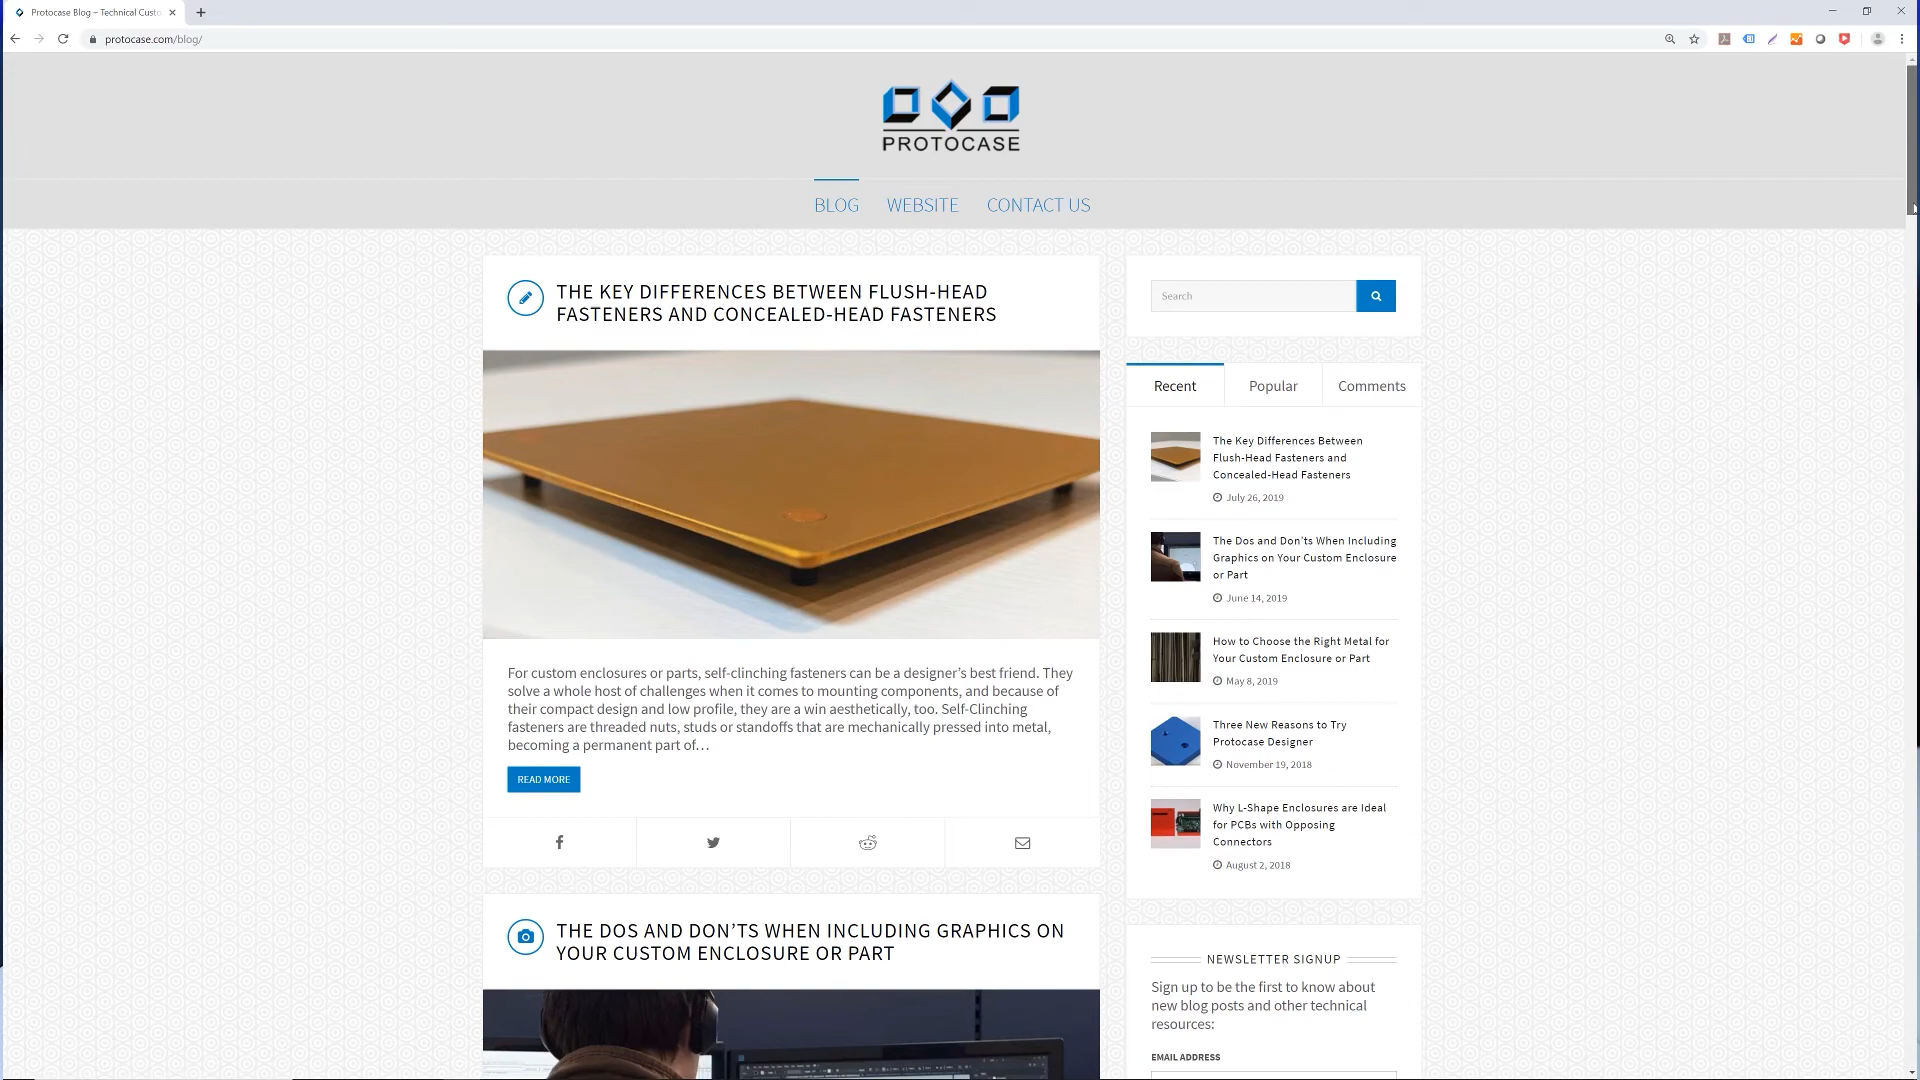 Protocase Blog – Technical Custo
protocase.com/blog/
PROTOCASE
BLOG
WEBSITE
CONTACT US
THE KEY DIFFERENCES BETWEEN FLUSH-HEAD
FASTENERS AND CONCEALED-HEAD FASTENERS
For custom enclosures or parts, self-clinching fasteners can be a designer’s best friend. They
solve a whole host of challenges when it comes to mounting components, and because of
their compact design and low profile, they are a win aesthetically, too. Self-Clinching
fasteners are threaded nuts, studs or standoffs that are mechanically pressed into metal,
becoming a permanent part of…
READ MORE
THE DOS AND DON’TS WHEN INCLUDING GRAPHICS ON
YOUR CUSTOM ENCLOSURE OR PART
Search
Recent
Popular
Comments
The Key Differences Between
Flush-Head Fasteners and
Concealed-Head Fasteners
July 26, 2019
The Dos and Don’ts When Including
Graphics on Your Custom Enclosure
or Part
June 14, 2019
How to Choose the Right Metal for
Your Custom Enclosure or Part
May 8, 2019
Three New Reasons to Try
Protocase Designer
November 19, 2018
Why L-Shape Enclosures are Ideal
for PCBs with Opposing
Connectors
August 2, 2018
NEWSLETTER SIGNUP
Sign up to be the first to know about
new blog posts and other technical
resources:
EMAIL ADDRESS